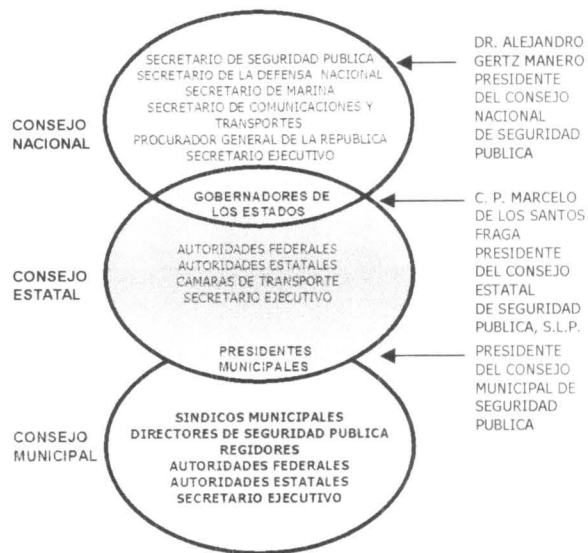 CONSEJO
NACIONAL
SECRETARIO DE SEGURIDAD PUBLICA
SECRETARIO DE LA DEFENSA NACIONAL
SECRETARIO DE MARINA
SECRETARIO DE COMUNICACIONES Y
TRANSPORTES
PROCURADOR GENERAL DE LA REPUBLICA
SECRETARIO EJECUTIVO
DR. ALEJANDRO
GERTZ MANERO
PRESIDENTE
DEL CONSEJO
NACIONAL
DE SEGURIDAD
PUBLICA
GOBERNADORES DE
LOS ESTADOS
C. P. MARCELO
DE LOS SANTOS
FRAGA
PRESIDENTE
DEL CONSEJO
ESTATAL
DE SEGURIDAD
PUBLICA, S.L.P.
CONSEJO
ESTATAL
AUTORIDADES FEDERALES
AUTORIDADES ESTATALES
CAMARAS DE TRANSPORTE
SECRETARIO EJECUTIVO
PRESIDENTES
MUNICIPALES
PRESIDENTE
DEL CONSEJO
MUNICIPAL DE
SEGURIDAD
PUBLICA
CONSEJO
MUNICIPAL
SINDICOS MUNICIPALES
DIRECTORES DE SEGURIDAD PUBLICA
REGIDORES
AUTORIDADES FEDERALES
AUTORIDADES ESTATALES
SECRETARIO EJECUTIVO